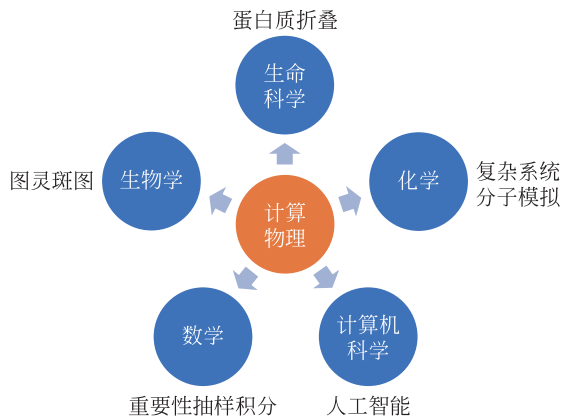 蛋白质折叠
生命
科学
图灵斑图
生物学
化学
复杂系统
分子模拟
计算
物理
数学
计算机
科学
重要性抽样积分
人工智能